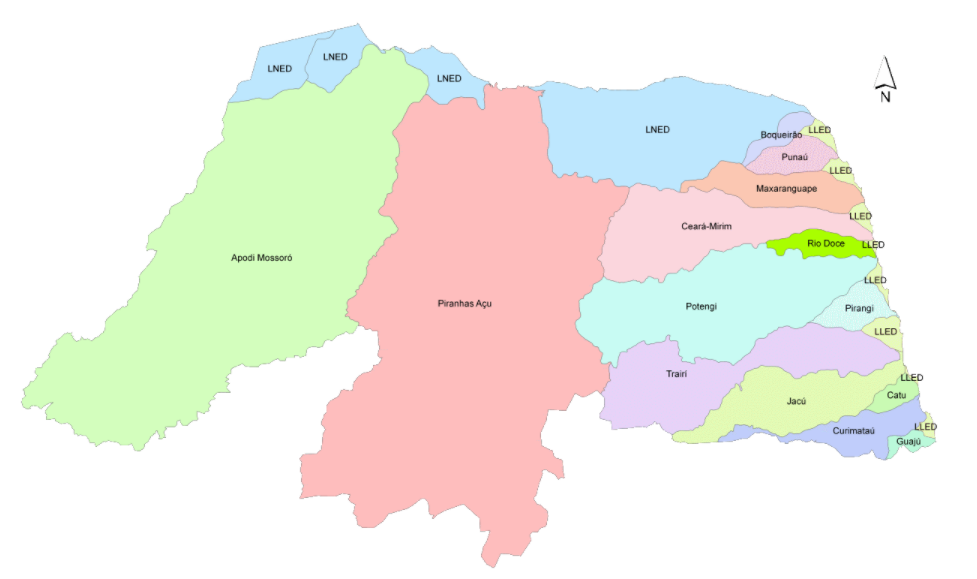 LNED
LNED
LNED
N
LNED
LLED
Boqueirão
Punaú
LLED
Maxaranguape
LLED
Ceará-Mirim
Rio Doce
LLED
Apodi Mossoró
LLED
Piranhas Açu
Potengi
Pirangi
LLED
Trairí
LLED
Catu
Jacú
LLED
Curimataú
Guajú